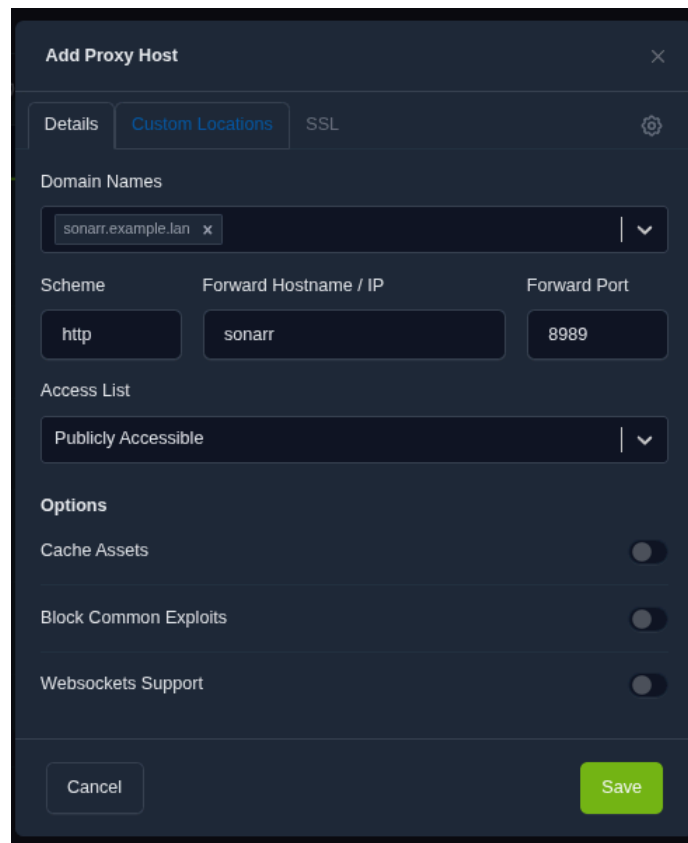 Add Proxy Host
Details Custom Locations SSL
Domain Names
sonarr.example.lan x
Scheme Forward Hostname / IP Forward Port
http sonarr 8989
Access List
Publicly Accessible
Options
Cache Assets
Block Common Exploits
Websockets Support
Cancel Save